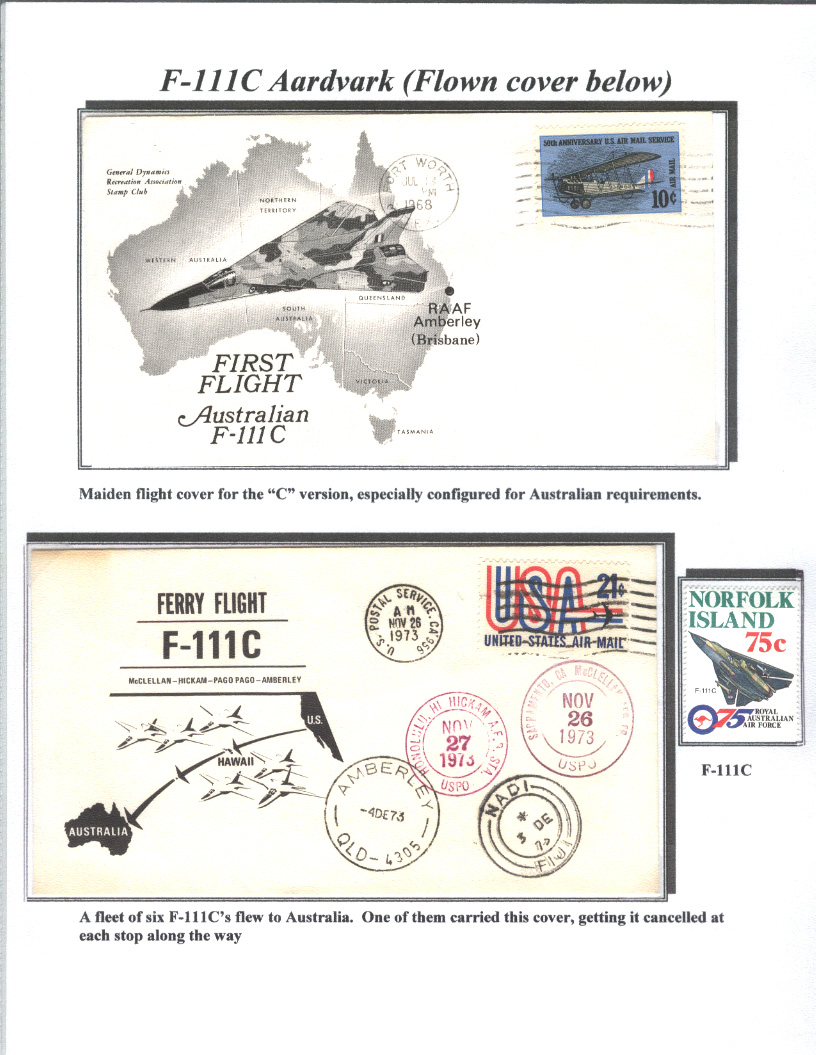 F-111C Aardvark (Flown cover below)
General Dynamics
Recreation Association
Stamp Club
NORTHERN
TERRITORY
WESTERN AUSTRALIA
SOUTH
AUSTRALIA
QUEENSLAND
VICTORIA
TASMANIA
RAAF
Amberley
(Brisbane)
FIRST
FLIGHT
Australian
F-111C
WORTH
JUL
1968
50th ANNIVERSARY U.S. AIR MAIL SERVICE
AIR MAIL
10¢
Maiden flight cover for the “C” version, especially configured for Australian requirements.
FERRY FLIGHT
F-111C
McCLELLAN–HICKAM–PAGO PAGO–AMBERLEY
U.S.
HAWAII
AUSTRALIA
U.S. POSTAL SERVICE, CA 956
AM
NOV 26
1973
USA 21¢
UNITED STATES AIR MAIL
HONOLULU, HI HICKAM A.F.B. STA.
NOV
27
1973
USPO
SACRAMENTO, CA McCLELLAN
NOV
26
1973
USPO
AMBERLEY
-4DE73
QLD-4305
NADI
*
3 DE
FIJI
NORFOLK
ISLAND
75c
F-111C
75 ROYAL
AUSTRALIAN
AIR FORCE
F-111C
A fleet of six F-111C's flew to Australia. One of them carried this cover, getting it cancelled at
each stop along the way